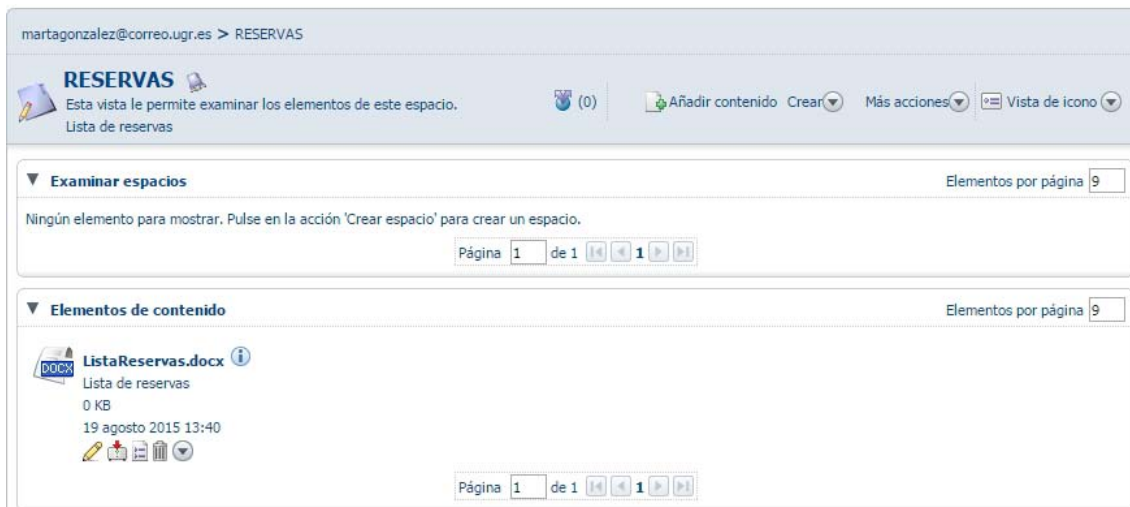 martagonzalez@correo.ugr.es > RESERVAS
RESERVAS
Esta vista le permite examinar los elementos de este espacio.
Lista de reservas
(0)
Añadir contenido Crear Más acciones Vista de icono
Examinar espacios Elementos por página 9
Ningún elemento para mostrar. Pulse en la acción 'Crear espacio' para crear un espacio.
Página 1 de 1 1
Elementos de contenido Elementos por página 9
DOCX
ListaReservas.docx
Lista de reservas
0 KB
19 agosto 2015 13:40
Página 1 de 1 1